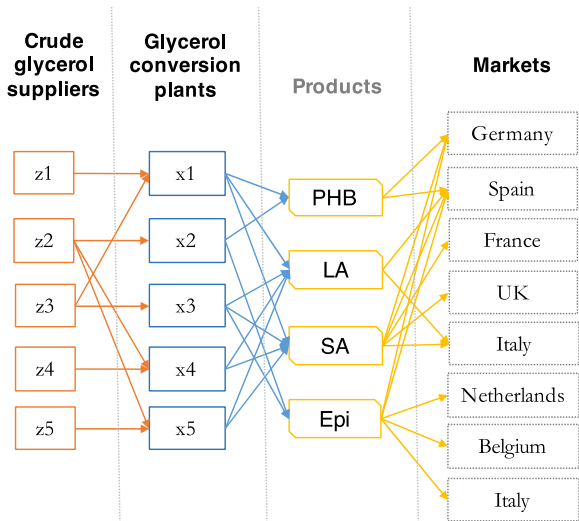 Crude
glycerol
suppliers
Glycerol
conversion
plants
Products
Markets
z1
z2
z3
z4
z5
x1
x2
x3
x4
x5
PHB
LA
SA
Epi
Germany
Spain
France
UK
Italy
Netherlands
Belgium
Italy